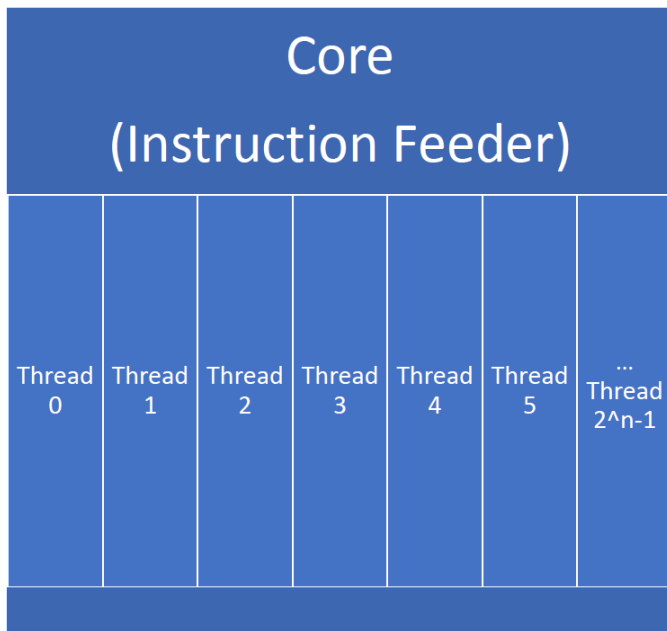 Core
(Instruction Feeder)
Thread
0
Thread
1
Thread
2
Thread
3
Thread
4
Thread
5
...
Thread
2^n-1